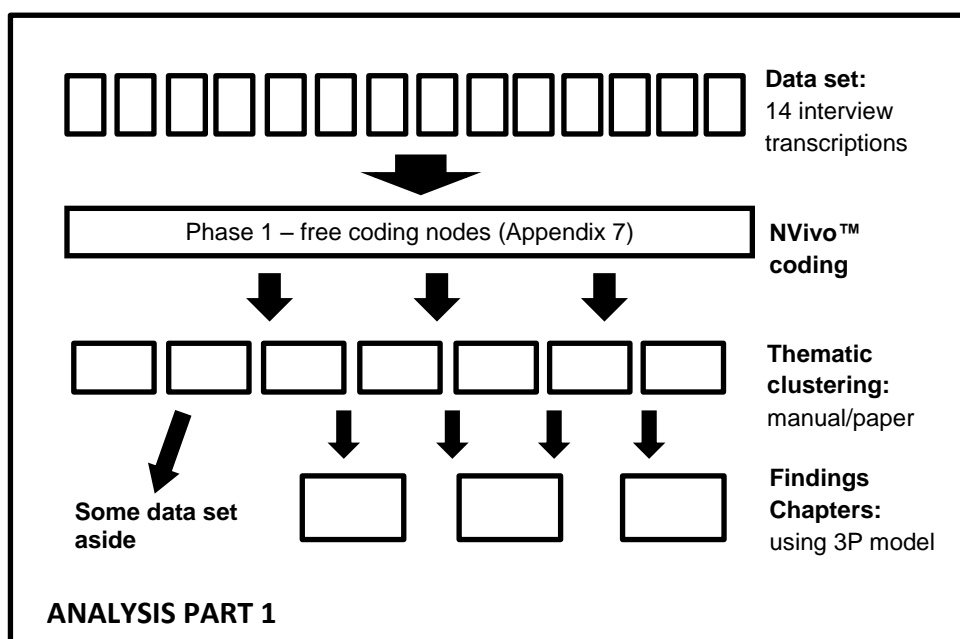 Data set:
14 interview
transcriptions
Phase 1 – free coding nodes (Appendix 7)
NVivo™
coding
Thematic
clustering:
manual/paper
Some data set
aside
Findings
Chapters:
using 3P model
ANALYSIS PART 1